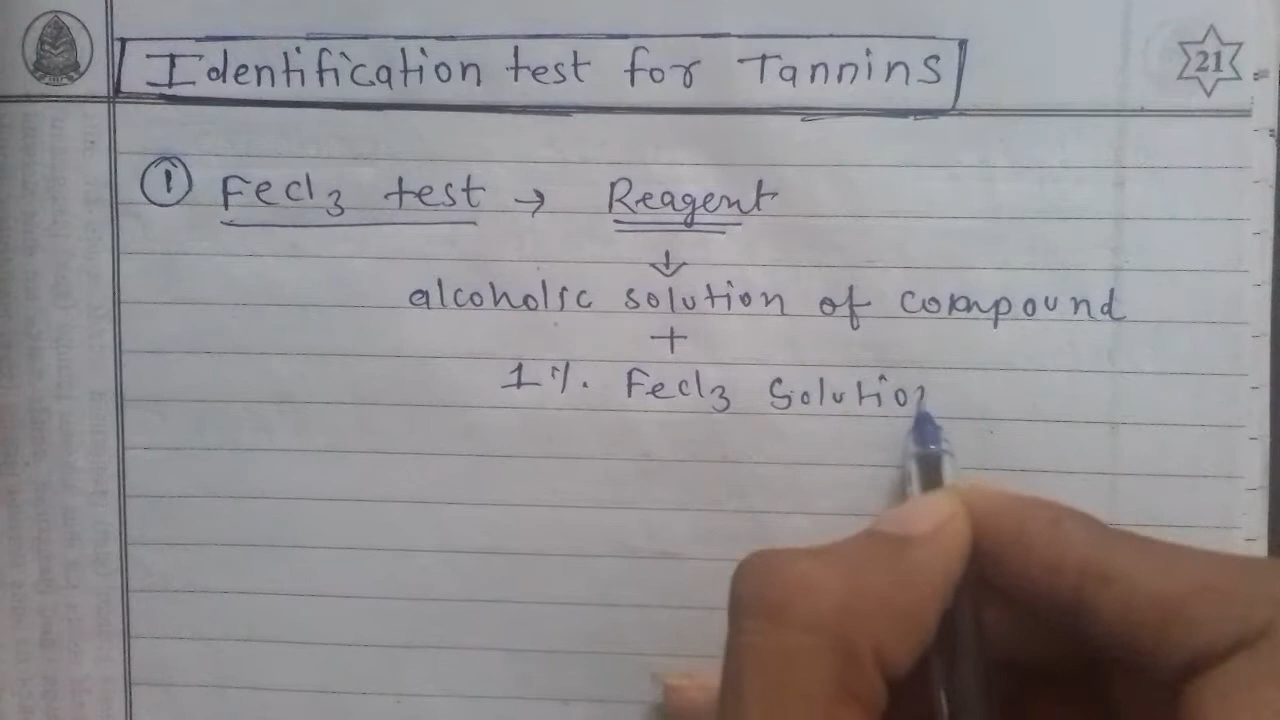 Identification test for Tannins
21
① FeCl3 test → Reagent
↓
alcoholic solution of compound
+
1 %. FeCl3 Solution